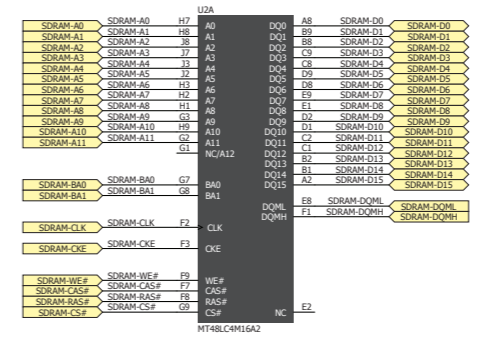 U2A
SDRAM-A0 SDRAM-A0 H7 A0 DQ0 A8 SDRAM-D0 SDRAM-D0
SDRAM-A1 SDRAM-A1 H8 A1 DQ1 B9 SDRAM-D1 SDRAM-D1
SDRAM-A2 SDRAM-A2 J8 A2 DQ2 B8 SDRAM-D2 SDRAM-D2
SDRAM-A3 SDRAM-A3 J7 A3 DQ3 C9 SDRAM-D3 SDRAM-D3
SDRAM-A4 SDRAM-A4 J3 A4 DQ4 C8 SDRAM-D4 SDRAM-D4
SDRAM-A5 SDRAM-A5 J2 A5 DQ5 D9 SDRAM-D5 SDRAM-D5
SDRAM-A6 SDRAM-A6 H3 A6 DQ6 D8 SDRAM-D6 SDRAM-D6
SDRAM-A7 SDRAM-A7 H2 A7 DQ7 E9 SDRAM-D7 SDRAM-D7
SDRAM-A8 SDRAM-A8 H1 A8 DQ8 E1 SDRAM-D8 SDRAM-D8
SDRAM-A9 SDRAM-A9 G3 A9 DQ9 D2 SDRAM-D9 SDRAM-D9
SDRAM-A10 SDRAM-A10 H9 A10 DQ10 D1 SDRAM-D10 SDRAM-D10
SDRAM-A11 SDRAM-A11 G2 A11 DQ11 C2 SDRAM-D11 SDRAM-D11
G1 NC/A12 DQ12 C1 SDRAM-D12 SDRAM-D12
DQ13 B2 SDRAM-D13 SDRAM-D13
DQ14 B1 SDRAM-D14 SDRAM-D14
SDRAM-BA0 SDRAM-BA0 G7 BA0 DQ15 A2 SDRAM-D15 SDRAM-D15
SDRAM-BA1 SDRAM-BA1 G8 BA1
DQML E8 SDRAM-DQML SDRAM-DQML
DQMH F1 SDRAM-DQMH SDRAM-DQMH
SDRAM-CLK SDRAM-CLK F2 CLK
SDRAM-CKE SDRAM-CKE F3 CKE
SDRAM-WE# SDRAM-WE# F9 WE#
SDRAM-CAS# SDRAM-CAS# F7 CAS#
SDRAM-RAS# SDRAM-RAS# F8 RAS#
SDRAM-CS# SDRAM-CS# G9 CS# NC E2
MT48LC4M16A2